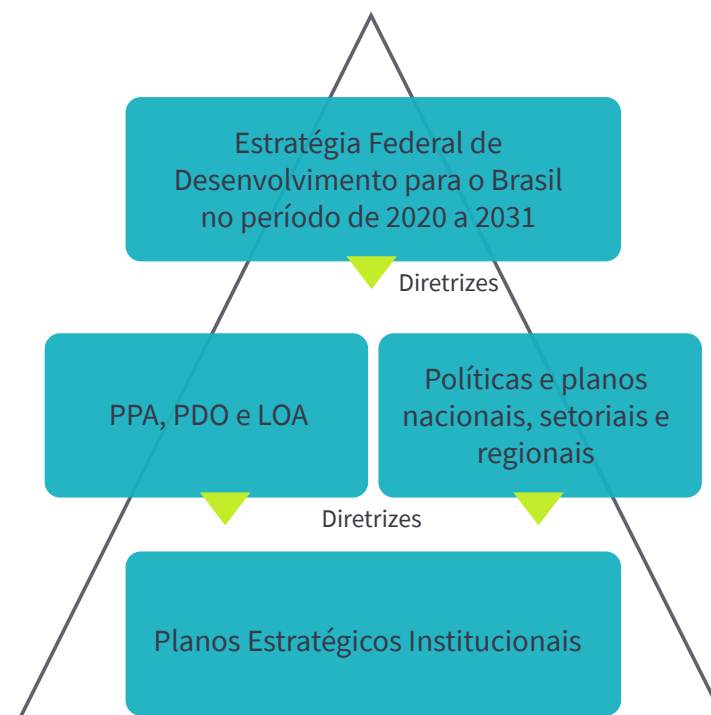 Estratégia Federal de
Desenvolvimento para o Brasil
no período de 2020 a 2031
Diretrizes
PPA, PDO e LOA
Políticas e planos
nacionais, setoriais e
regionais
Diretrizes
Planos Estratégicos Institucionais